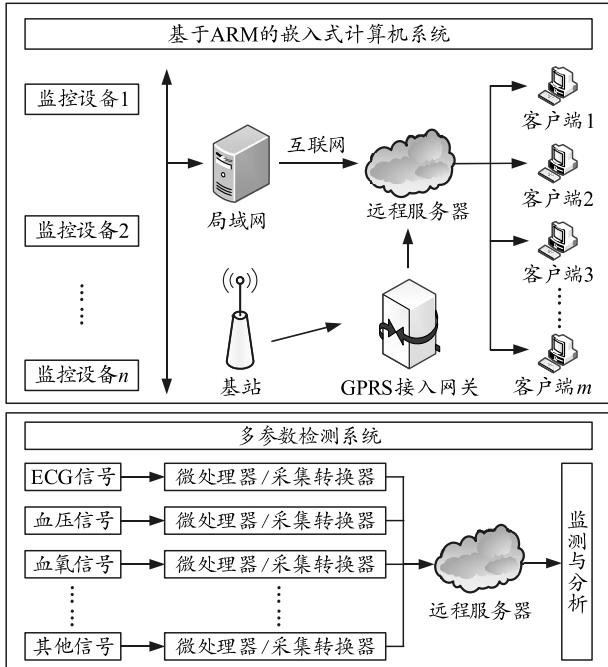 基于ARM的嵌入式计算机系统
监控设备1
监控设备2
监控设备n
局域网
互联网
远程服务器
基站
GPRS接入网关
客户端1
客户端2
客户端3
客户端m
多参数检测系统
ECG信号
微处理器/采集转换器
血压信号
微处理器/采集转换器
血氧信号
微处理器/采集转换器
其他信号
微处理器/采集转换器
远程服务器
监测与分析